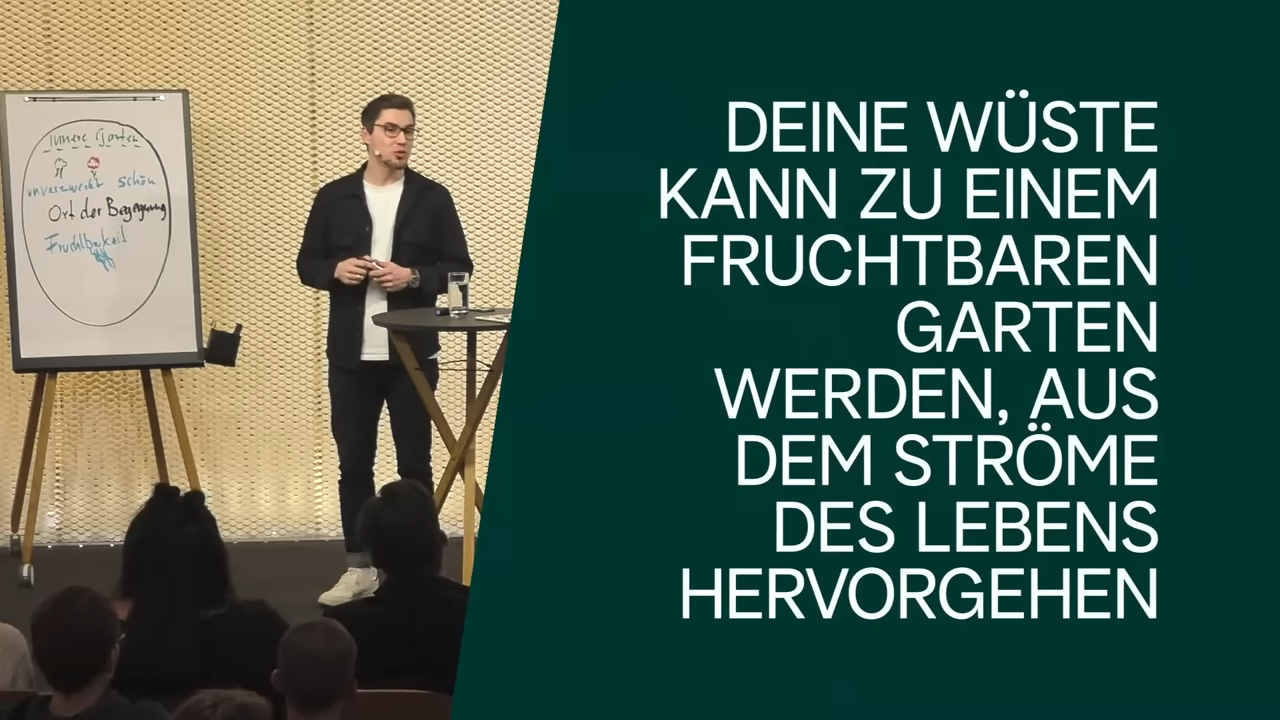 Innere Garten
unverzweckt schön
Ort der Begegnung
Fruchtbarkeit
DEINE WÜSTE
KANN ZU EINEM
FRUCHTBAREN
GARTEN
WERDEN, AUS
DEM STRÖME
DES LEBENS
HERVORGEHEN